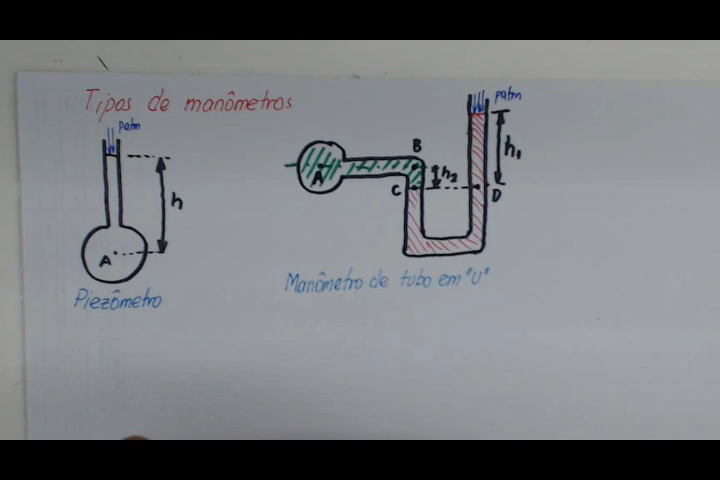 Tipos de manômetros
patm
h
A
Piezômetro
patm
B
h₁
h₂
A
C
D
Manômetro de tubo em "U"